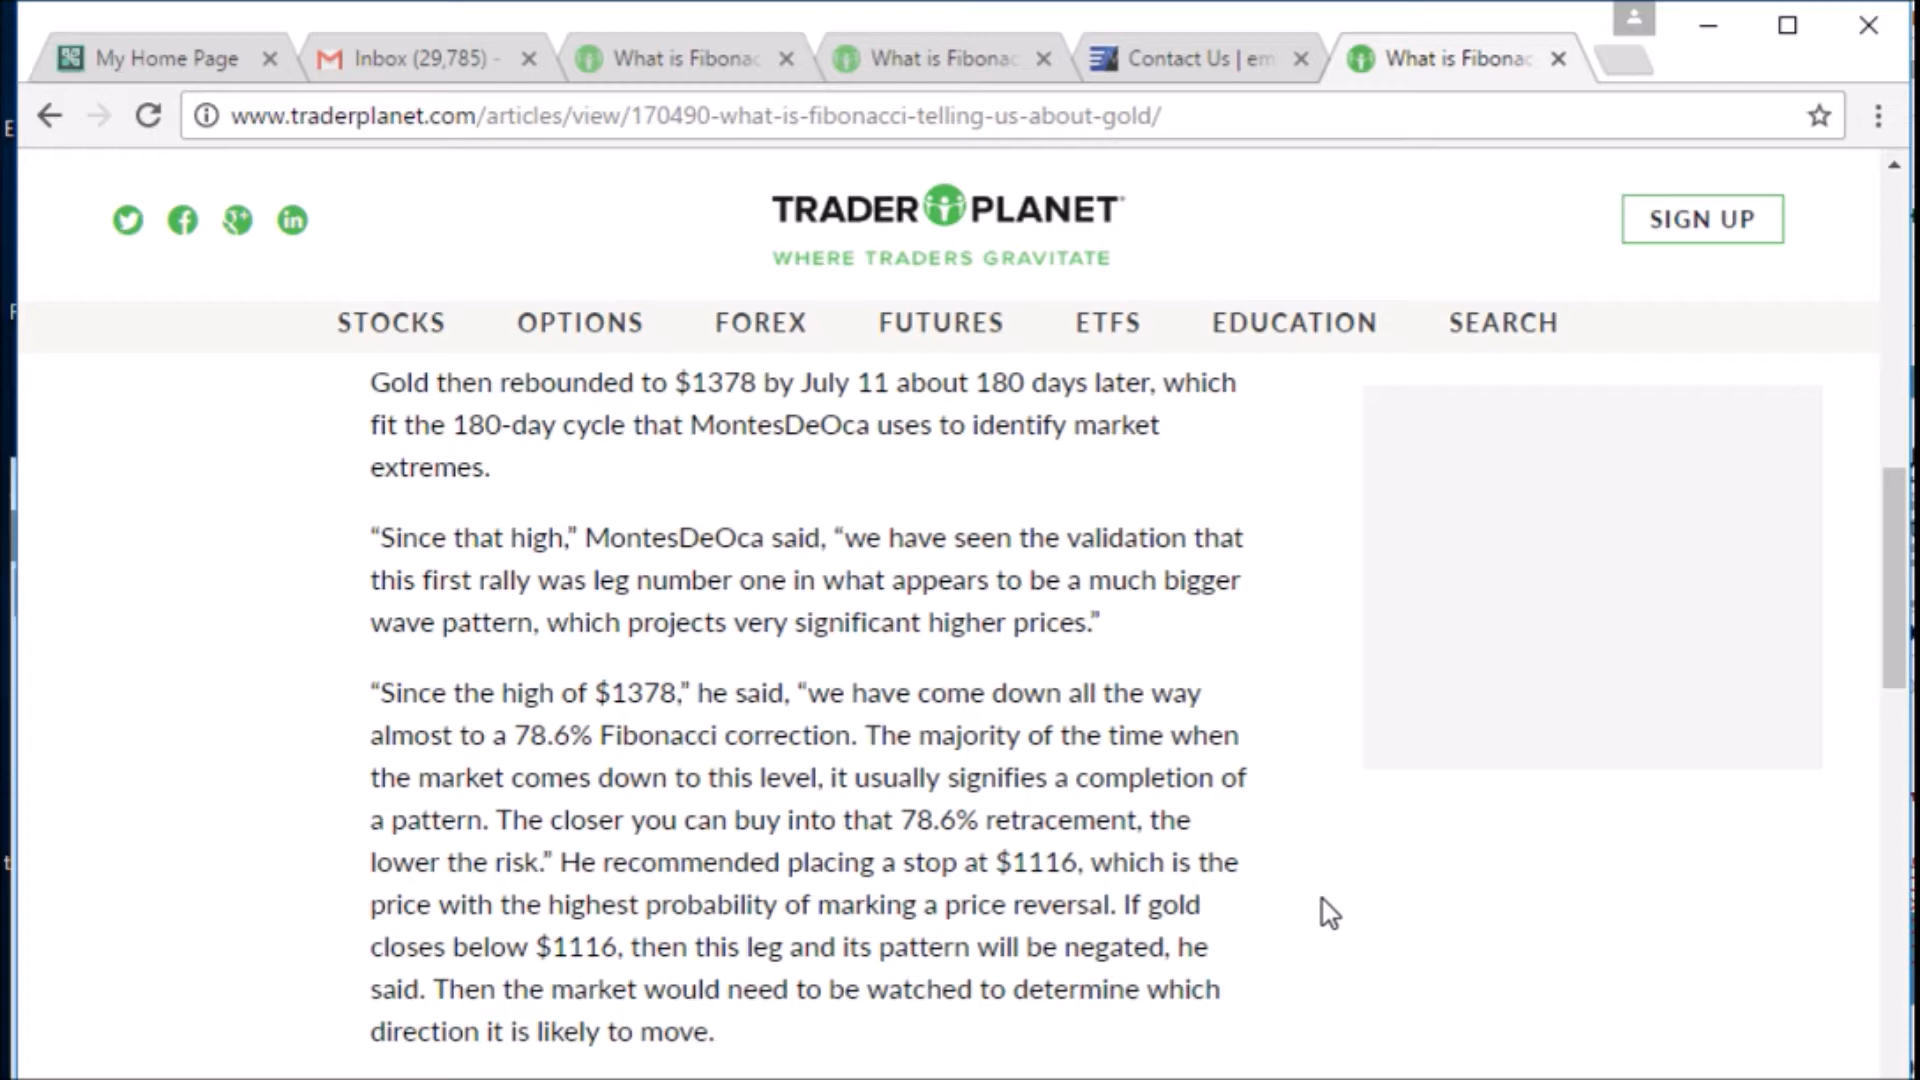 My Home Page
Inbox (29,785) -
What is Fibonac
What is Fibonac
Contact Us | em
What is Fibonac
www.traderplanet.com/articles/view/170490-what-is-fibonacci-telling-us-about-gold/
TRADER PLANET
WHERE TRADERS GRAVITATE
SIGN UP
STOCKS OPTIONS FOREX FUTURES ETFS EDUCATION SEARCH
Gold then rebounded to $1378 by July 11 about 180 days later, which
fit the 180-day cycle that MontesDeOca uses to identify market
extremes.
“Since that high,” MontesDeOca said, “we have seen the validation that
this first rally was leg number one in what appears to be a much bigger
wave pattern, which projects very significant higher prices.”
“Since the high of $1378,” he said, “we have come down all the way
almost to a 78.6% Fibonacci correction. The majority of the time when
the market comes down to this level, it usually signifies a completion of
a pattern. The closer you can buy into that 78.6% retracement, the
lower the risk.” He recommended placing a stop at $1116, which is the
price with the highest probability of marking a price reversal. If gold
closes below $1116, then this leg and its pattern will be negated, he
said. Then the market would need to be watched to determine which
direction it is likely to move.